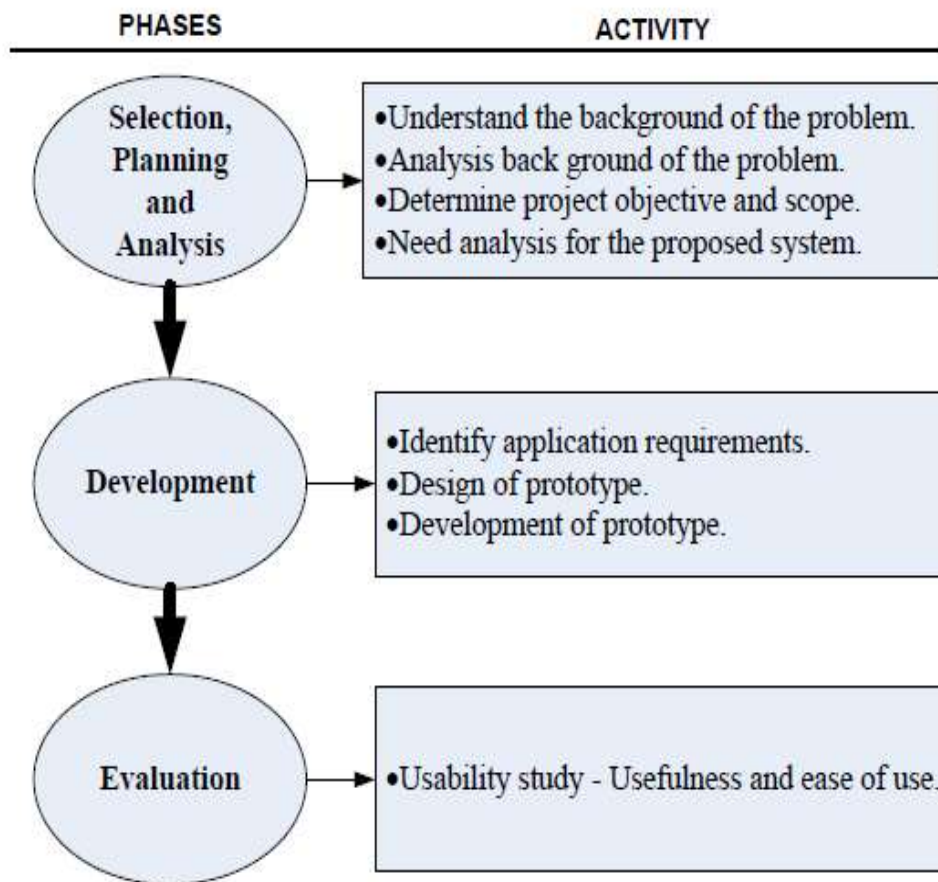 PHASES
ACTIVITY
Selection,
Planning
and
Analysis
•Understand the background of the problem.
•Analysis back ground of the problem.
•Determine project objective and scope.
•Need analysis for the proposed system.
Development
•Identify application requirements.
•Design of prototype.
•Development of prototype.
Evaluation
•Usability study - Usefulness and ease of use.